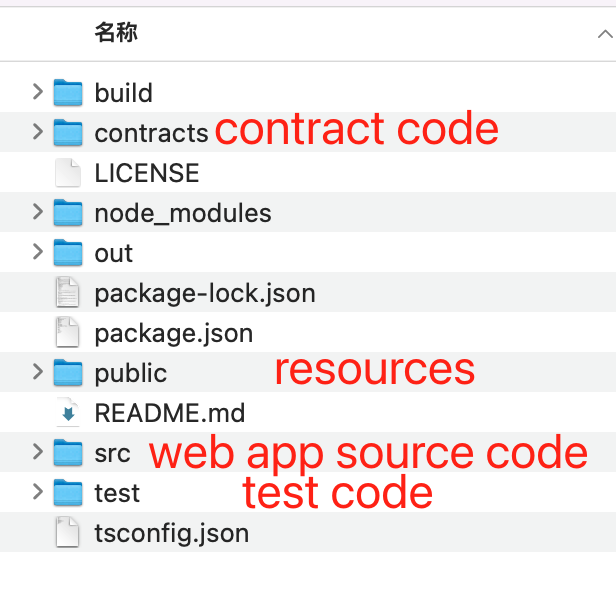 名称
build
contracts contract code
LICENSE
node_modules
out
package-lock.json
package.json
public resources
README.md
src web app source code
test test code
tsconfig.json